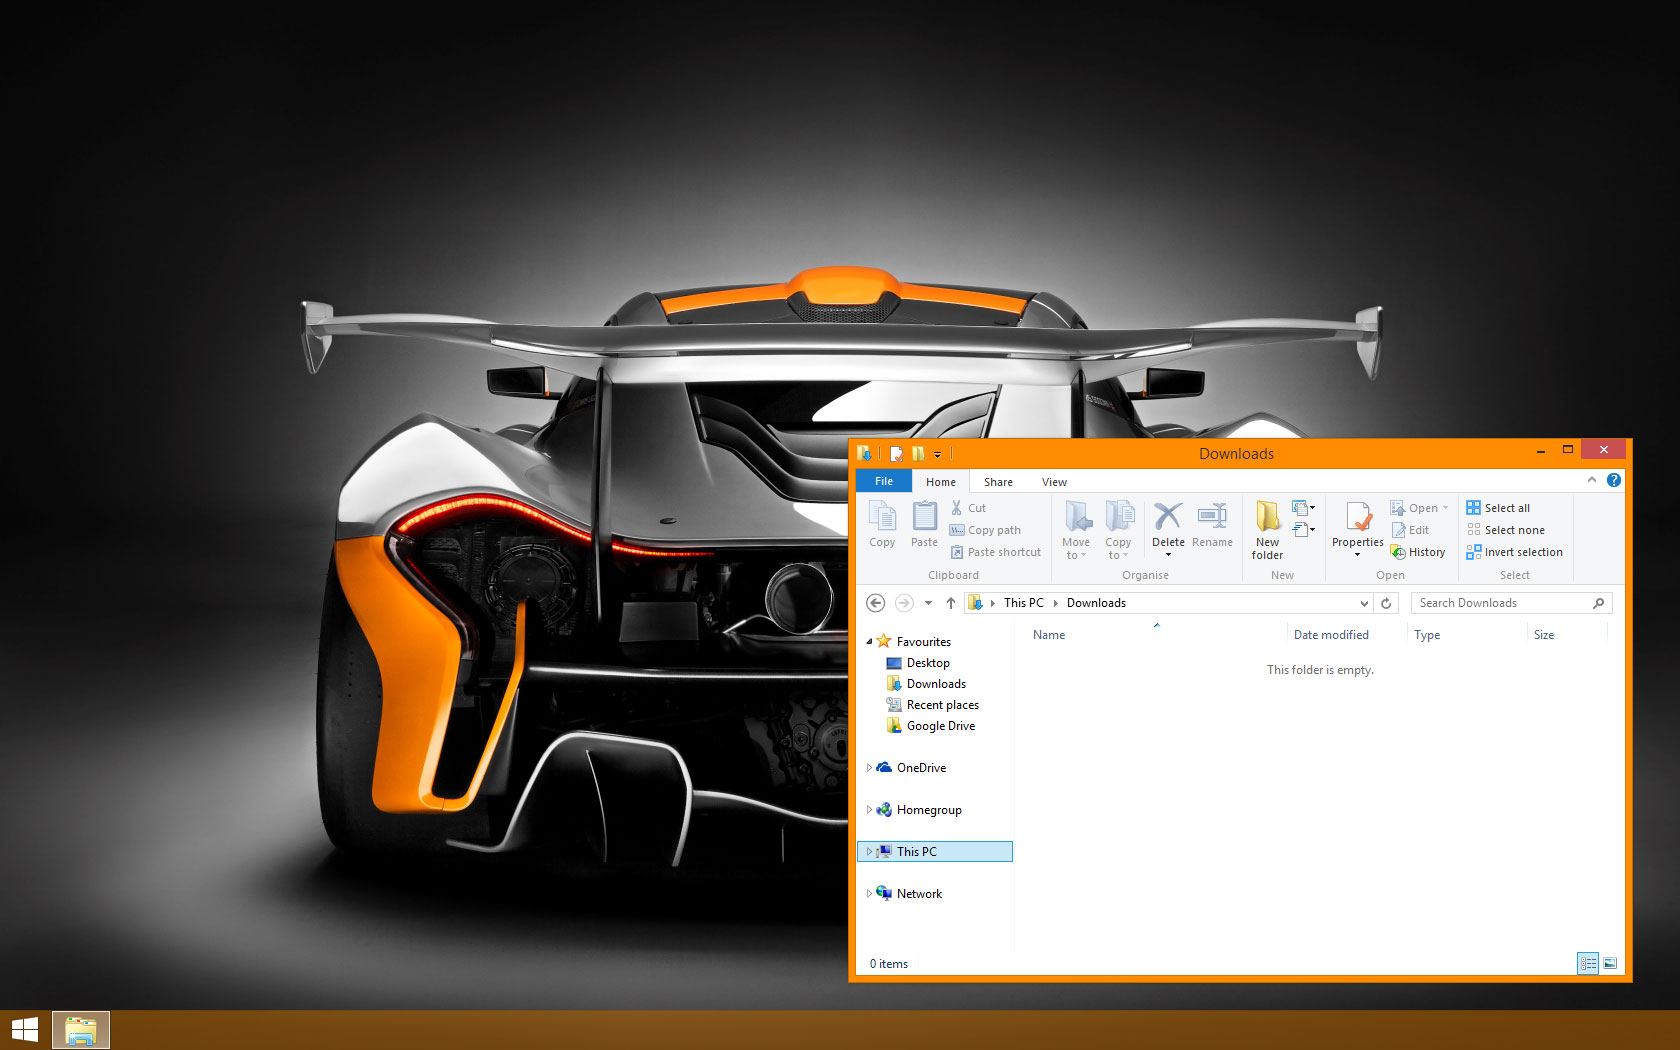 Downloads
File
Home
Share
View
Copy
Paste
Cut
Copy path
Paste shortcut
Clipboard
Move to
Copy to
Delete
Rename
Organise
New folder
New
Properties
Open
Edit
History
Open
Select all
Select none
Invert selection
Select
This PC
Downloads
Search Downloads
Name
Date modified
Type
Size
This folder is empty.
Favourites
Desktop
Downloads
Recent places
Google Drive
OneDrive
Homegroup
This PC
Network
0 items